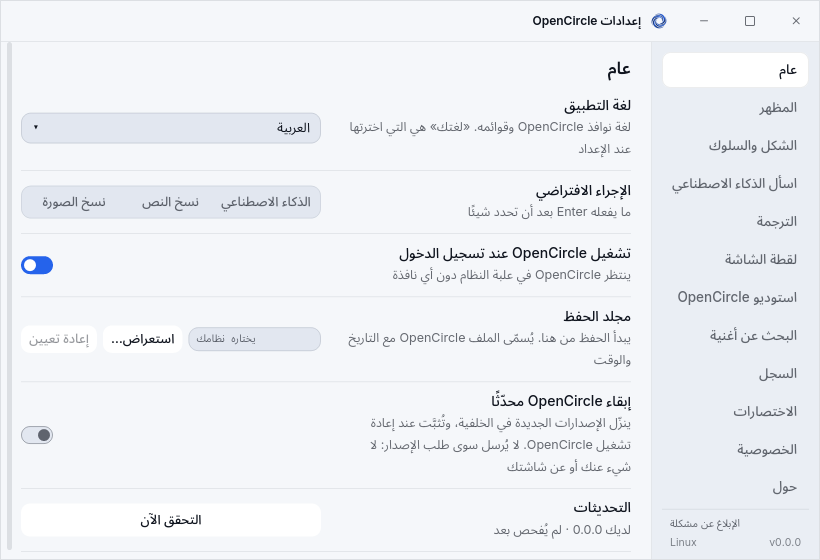 إعدادات OpenCircle
عام
المظهر
الشكل والسلوك
اسأل الذكاء الاصطناعي
الترجمة
لقطة الشاشة
استوديو OpenCircle
البحث عن أغنية
السجل
الاختصارات
الخصوصية
حول
الإبلاغ عن مشكلة
v0.0.0 Linux
عام
لغة التطبيق
لغة نوافذ OpenCircle وقوائمه. «لغتك» هي التي اخترتها
عند الإعداد
العربية
الإجراء الافتراضي
ما يفعله Enter بعد أن تحدد شيئًا
الذكاء الاصطناعي نسخ النص نسخ الصورة
تشغيل OpenCircle عند تسجيل الدخول
ينتظر OpenCircle في علبة النظام دون أي نافذة
مجلد الحفظ
يبدأ الحفظ من هنا. يُسمّى الملف OpenCircle مع التاريخ
والوقت
يختاره نظامك استعراض... إعادة تعيين
إبقاء OpenCircle محدّثًا
ينزّل الإصدارات الجديدة في الخلفية، وتُثبَّت عند إعادة
تشغيل OpenCircle. لا يُرسل سوى طلب الإصدار: لا
شيء عنك أو عن شاشتك
التحديثات
لديك 0.0.0 · لم يُفحص بعد
التحقق الآن